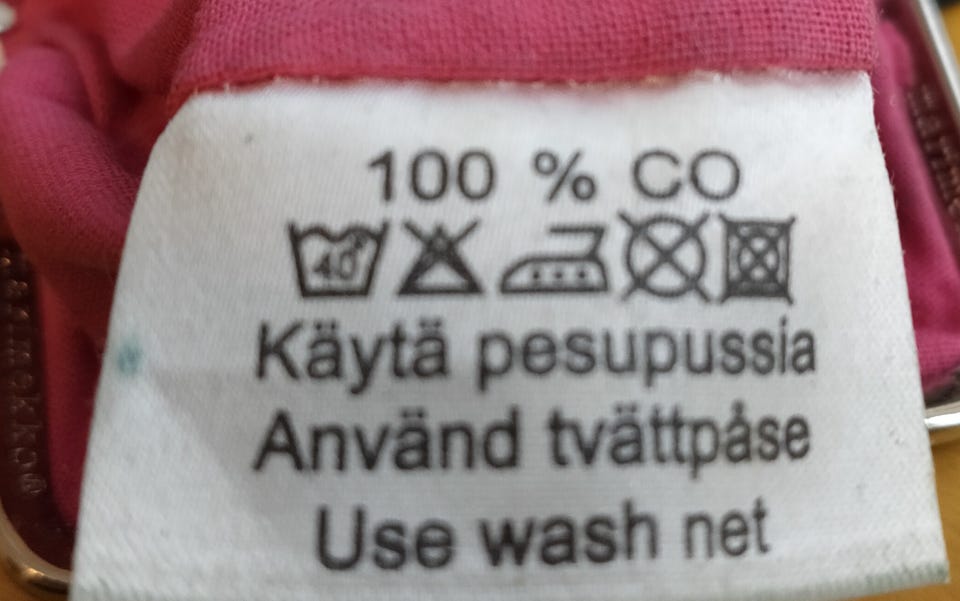 100 % CO
40°
Käytä pesupussia
Använd tvättpåse
Use wash net